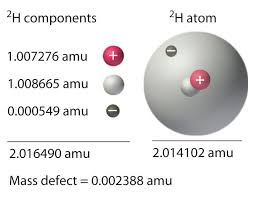 ²H components
²H atom
1.007276 amu
+
1.008665 amu
0.000549 amu
−
−
+
2.016490 amu
2.014102 amu
Mass defect = 0.002388 amu